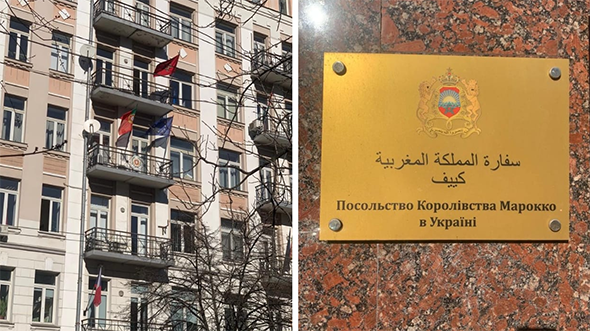 سفارة المملكة المغربية
كييف
Посольство Королівства Марокко
в Україні